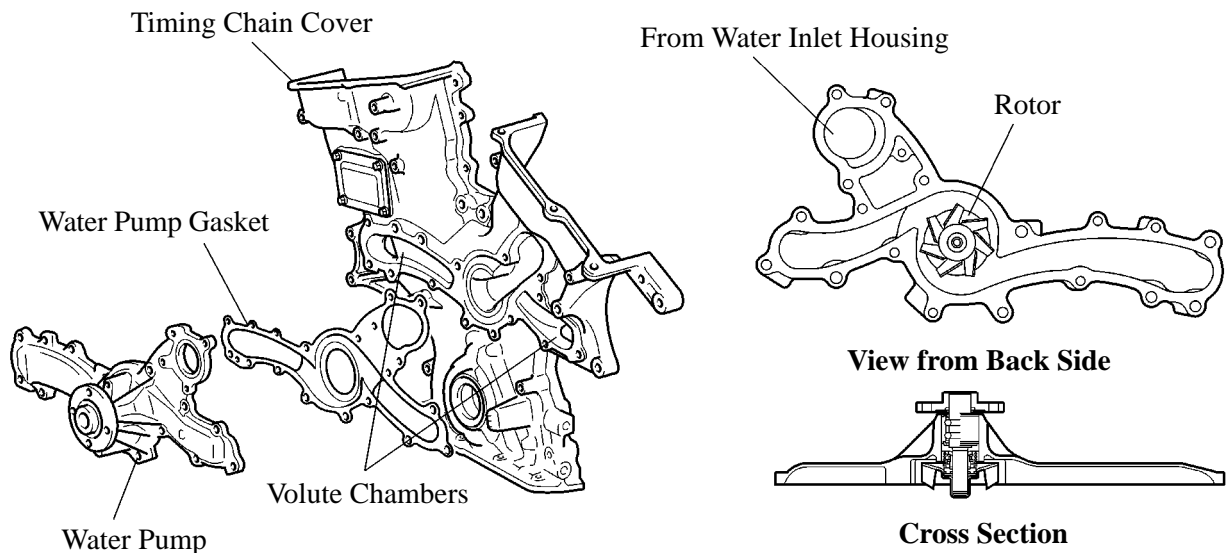 Timing Chain Cover
From Water Inlet Housing
Rotor
Water Pump Gasket
View from Back Side
Volute Chambers
Water Pump
Cross Section